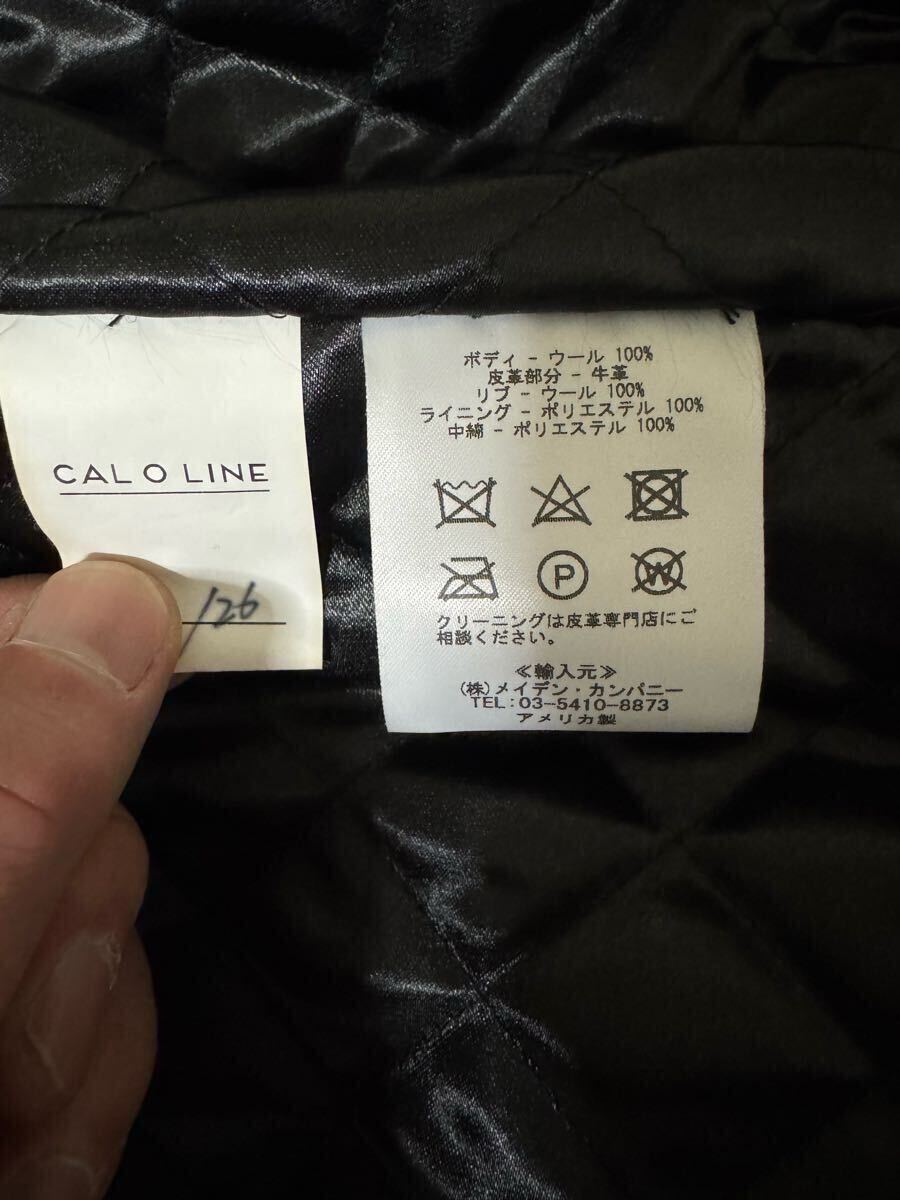 CAL O LINE
/26
ボディ - ウール 100%
皮革部分 - 牛革
リブ - ウール 100%
ライニング - ポリエステル 100%
中綿 - ポリエステル 100%
P
W
クリーニングは皮革専門店にご
相談ください。
≪輸入元≫
(株)メイデン・カンパニー
TEL:03-5410-8873
アメリカ製